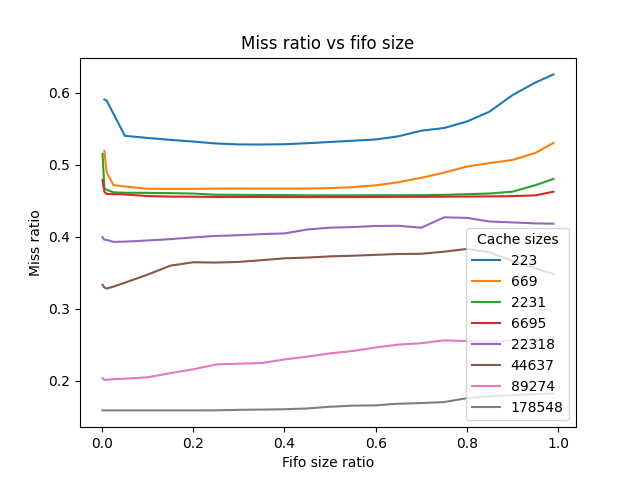 Miss ratio vs fifo size
Miss ratio
0.6
0.5
0.4
0.3
0.2
Cache sizes
223
669
2231
6695
22318
44637
89274
178548
0.0 0.2 0.4 0.6 0.8 1.0
Fifo size ratio